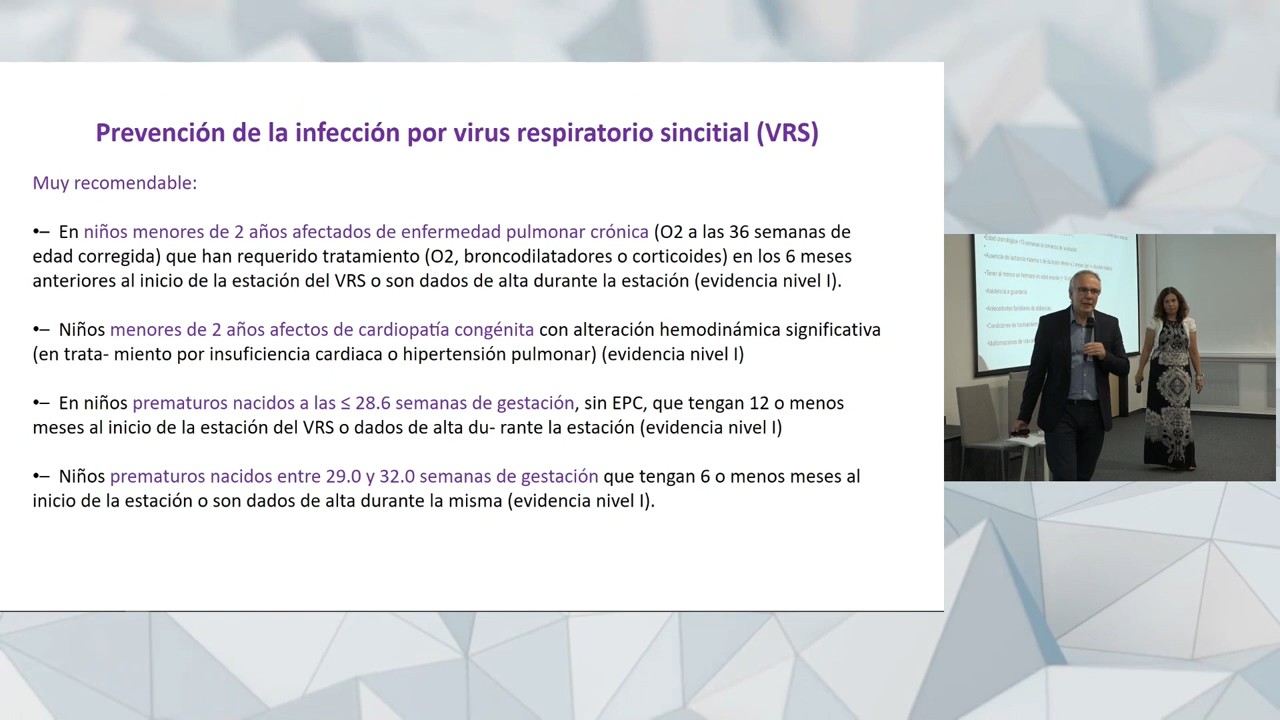 Prevención de la infección por virus respiratorio sincitial (VRS)
Muy recomendable:
•– En niños menores de 2 años afectados de enfermedad pulmonar crónica (O2 a las 36 semanas de
edad corregida) que han requerido tratamiento (O2, broncodilatadores o corticoides) en los 6 meses
anteriores al inicio de la estación del VRS o son dados de alta durante la estación (evidencia nivel I).
•– Niños menores de 2 años afectos de cardiopatía congénita con alteración hemodinámica significativa
(en trata- miento por insuficiencia cardiaca o hipertensión pulmonar) (evidencia nivel I)
•– En niños prematuros nacidos a las ≤ 28.6 semanas de gestación, sin EPC, que tengan 12 o menos
meses al inicio de la estación del VRS o dados de alta du- rante la estación (evidencia nivel I)
•– Niños prematuros nacidos entre 29.0 y 32.0 semanas de gestación que tengan 6 o menos meses al
inicio de la estación o son dados de alta durante la misma (evidencia nivel I).
•Asistencia a guardería
•Antecedentes familiares de
•Condiciones de